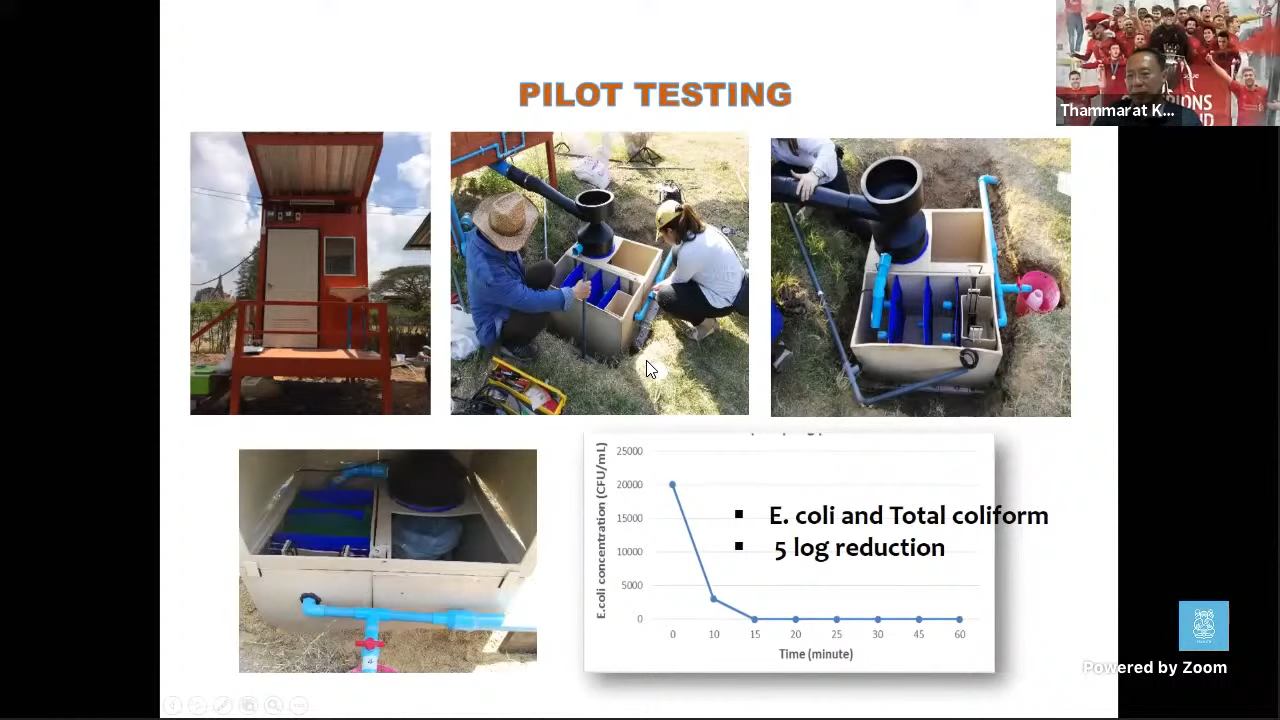 PILOT TESTING
Thammarat K...
E.coli concentration (CFU/mL)
25000
20000
15000
10000
5000
0
0 10 15 20 25 30 45 60
Time (minute)
▪ E. coli and Total coliform
▪ 5 log reduction
Powered by Zoom